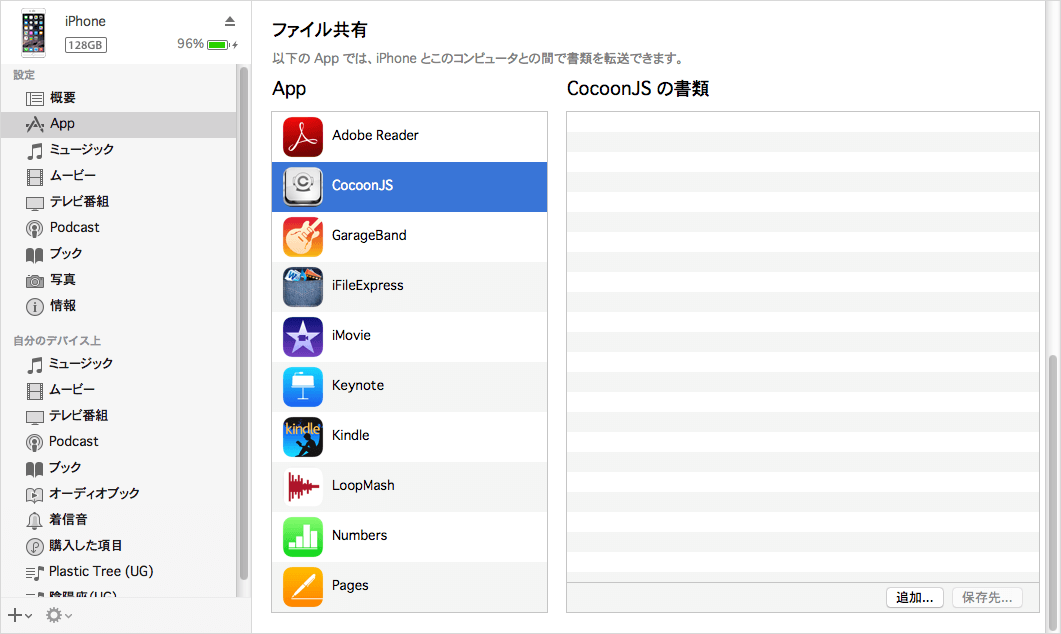 iPhone
128GB
96%
設定
概要
App
ミュージック
ムービー
テレビ番組
Podcast
ブック
写真
情報
自分のデバイス上
ミュージック
ムービー
テレビ番組
Podcast
ブック
オーディオブック
着信音
購入した項目
Plastic Tree (UG)
陰陽座(UG)
ファイル共有
以下の App では、iPhone とこのコンピュータとの間で書類を転送できます。
App
Adobe Reader
CocoonJS
GarageBand
iFileExpress
iMovie
Keynote
kindle
Kindle
LoopMash
Numbers
Pages
CocoonJS の書類
追加...
保存先...